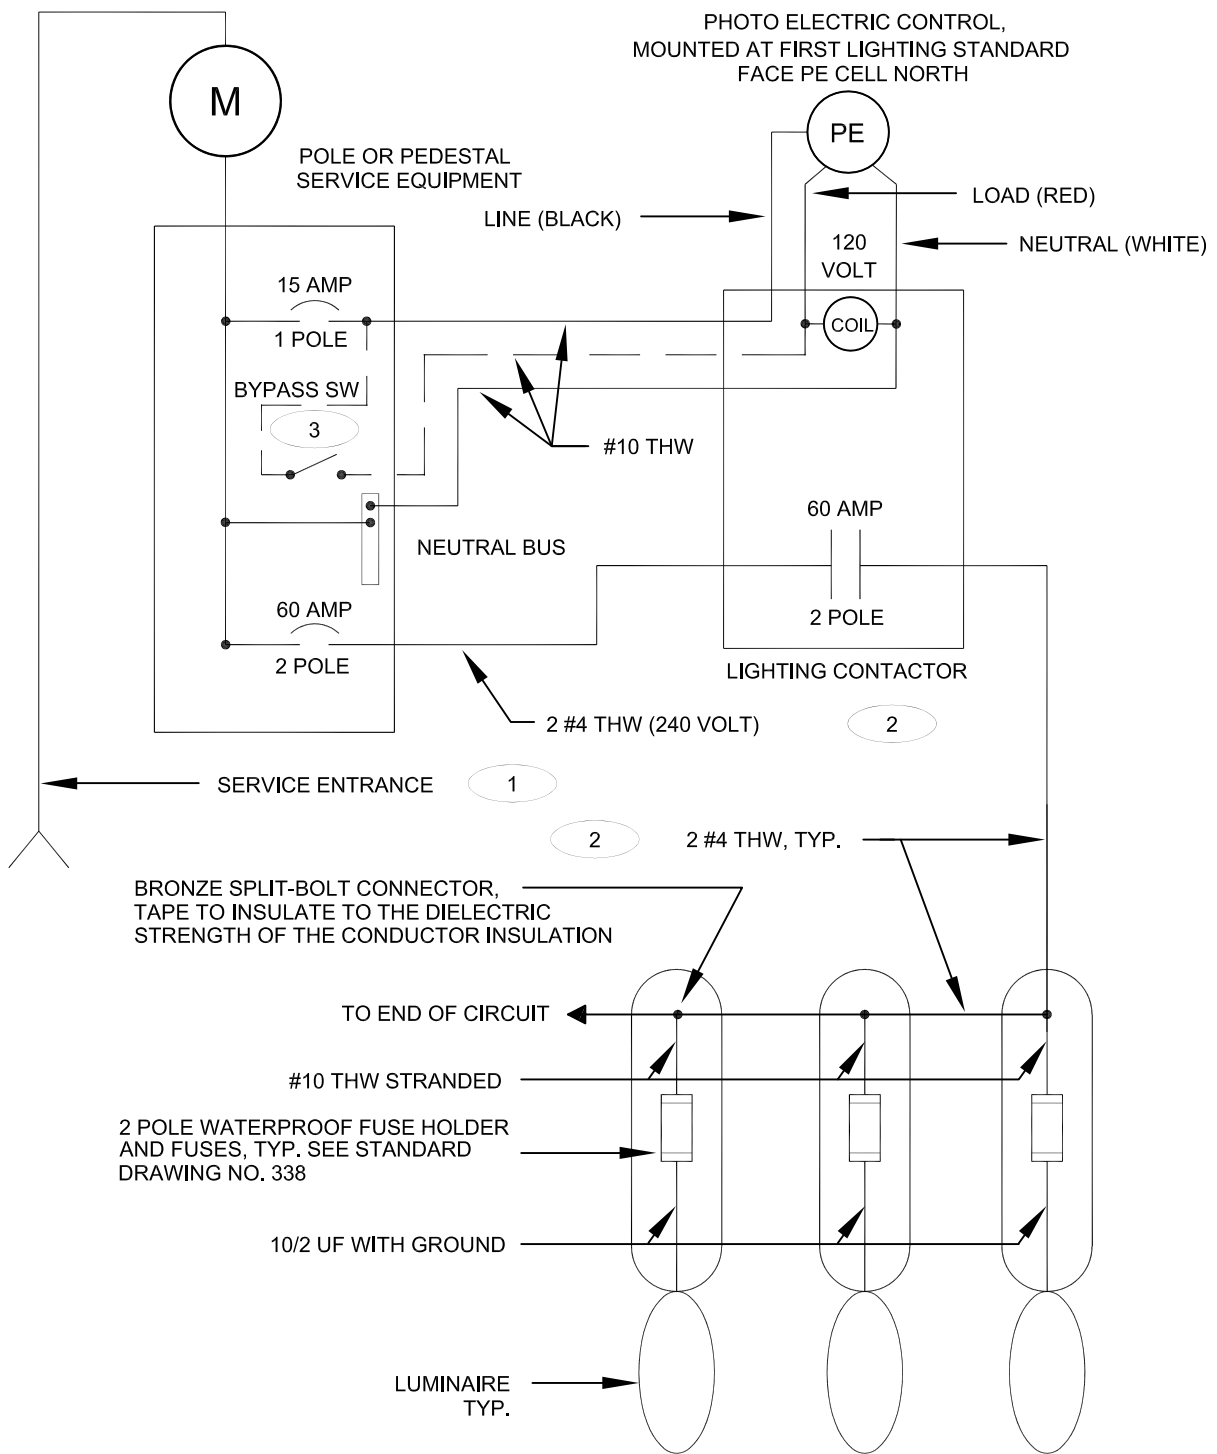 PHOTO ELECTRIC CONTROL,
MOUNTED AT FIRST LIGHTING STANDARD
FACE PE CELL NORTH
M
PE
POLE OR PEDESTAL
SERVICE EQUIPMENT
LOAD (RED)
LINE (BLACK)
NEUTRAL (WHITE)
120
VOLT
15 AMP
1 POLE
COIL
BYPASS SW
3
#10 THW
60 AMP
2 POLE
NEUTRAL BUS
60 AMP
2 POLE
LIGHTING CONTACTOR
2
2 #4 THW (240 VOLT)
SERVICE ENTRANCE
1
2
2 #4 THW, TYP.
BRONZE SPLIT-BOLT CONNECTOR,
TAPE TO INSULATE TO THE DIELECTRIC
STRENGTH OF THE CONDUCTOR INSULATION
TO END OF CIRCUIT
#10 THW STRANDED
2 POLE WATERPROOF FUSE HOLDER
AND FUSES, TYP. SEE STANDARD
DRAWING NO. 338
10/2 UF WITH GROUND
LUMINAIRE
TYP.